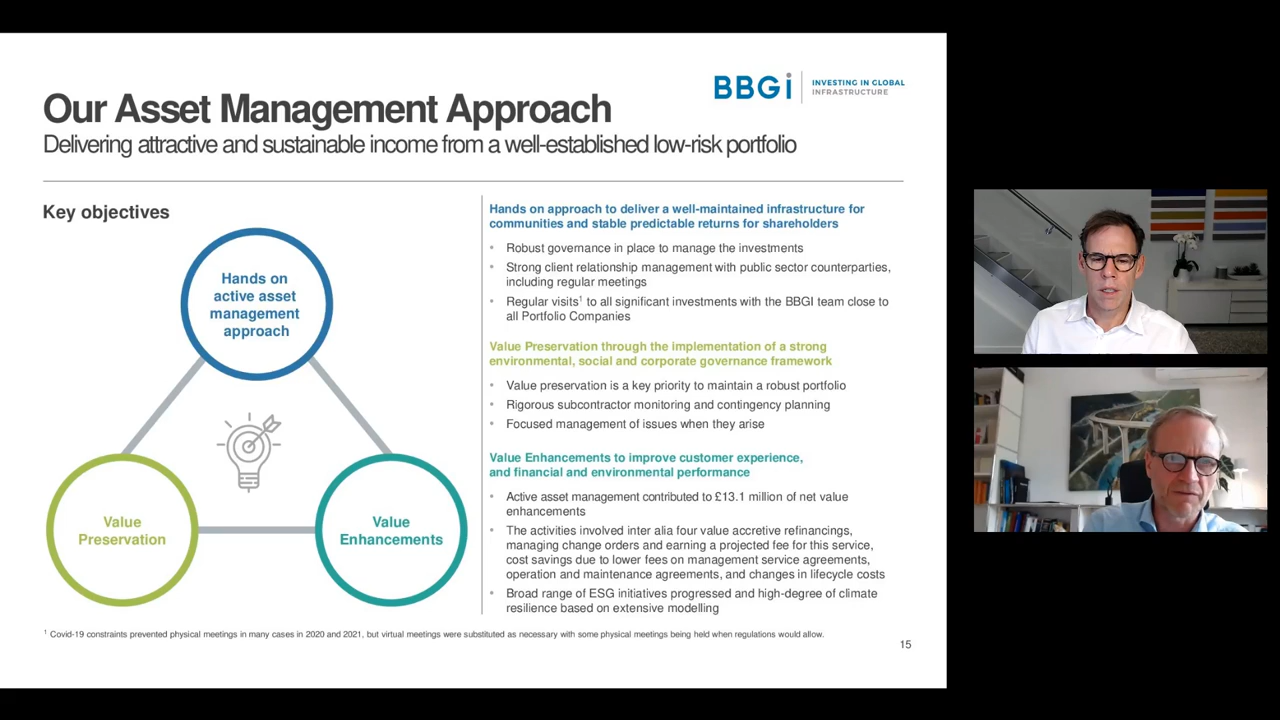 Our Asset Management Approach
Delivering attractive and sustainable income from a well-established low-risk portfolio
BBGi
INVESTING IN GLOBAL
INFRASTRUCTURE
Key objectives
Hands on
active asset
management
approach
Value
Preservation
Value
Enhancements
Hands on approach to deliver a well-maintained infrastructure for
communities and stable predictable returns for shareholders
• Robust governance in place to manage the investments
• Strong client relationship management with public sector counterparties,
including regular meetings
• Regular visits¹ to all significant investments with the BBGI team close to
all Portfolio Companies
Value Preservation through the implementation of a strong
environmental, social and corporate governance framework
• Value preservation is a key priority to maintain a robust portfolio
• Rigorous subcontractor monitoring and contingency planning
• Focused management of issues when they arise
Value Enhancements to improve customer experience,
and financial and environmental performance
• Active asset management contributed to £13.1 million of net value
enhancements
• The activities involved inter alia four value accretive refinancings,
managing change orders and earning a projected fee for this service,
cost savings due to lower fees on management service agreements,
operation and maintenance agreements, and changes in lifecycle costs
• Broad range of ESG initiatives progressed and high-degree of climate
resilience based on extensive modelling
¹ Covid-19 constraints prevented physical meetings in many cases in 2020 and 2021, but virtual meetings were substituted as necessary with some physical meetings being held when regulations would allow.
15